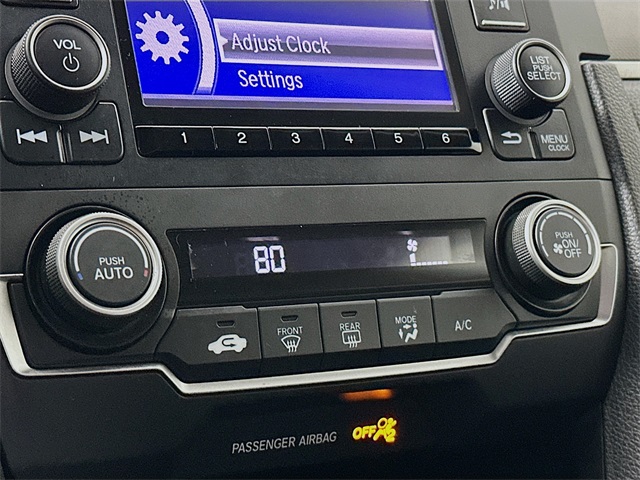 VOL
Adjust Clock
Settings
LIST
PUSH
SELECT
1 2 3 4 5 6
MENU
CLOCK
PUSH
AUTO
80
PUSH
ON/
OFF
FRONT
REAR
MODE
A/C
PASSENGER AIRBAG
OFF